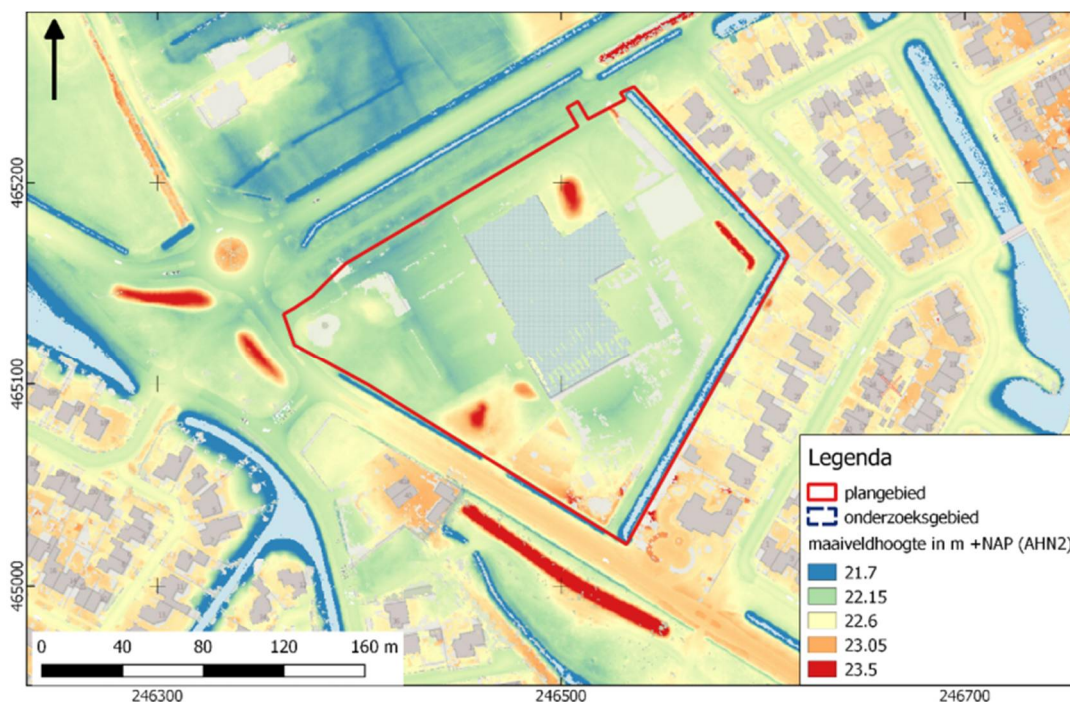 465200
465100
465000
Legenda
plangebied
onderzoeksgebied
maaiveldhoogte in m +NAP (AHN2)
21.7
22.15
22.6
23.05
23.5
0 40 80 120 160 m
246300 246500 246700